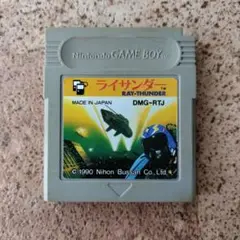 Nintendo GAME BOY
ライサンダー
TM
RAY-THUNDER
MADE IN JAPAN
DMG-RTJ
© 1990 Nihon Bussan Co., Ltd.